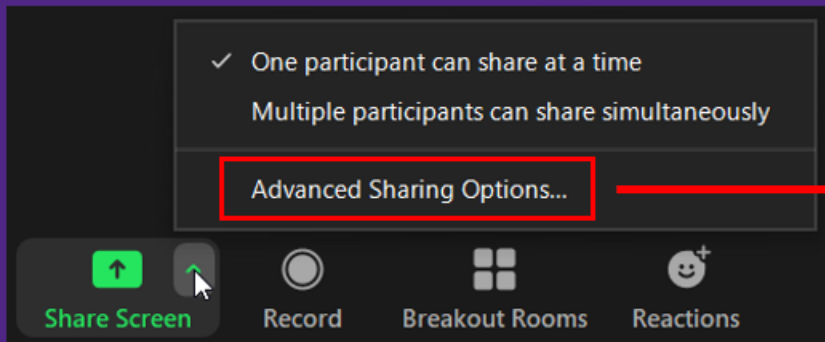 One participant can share at a time
Multiple participants can share simultaneously
Advanced Sharing Options...
Share Screen
Record
Breakout Rooms
Reactions